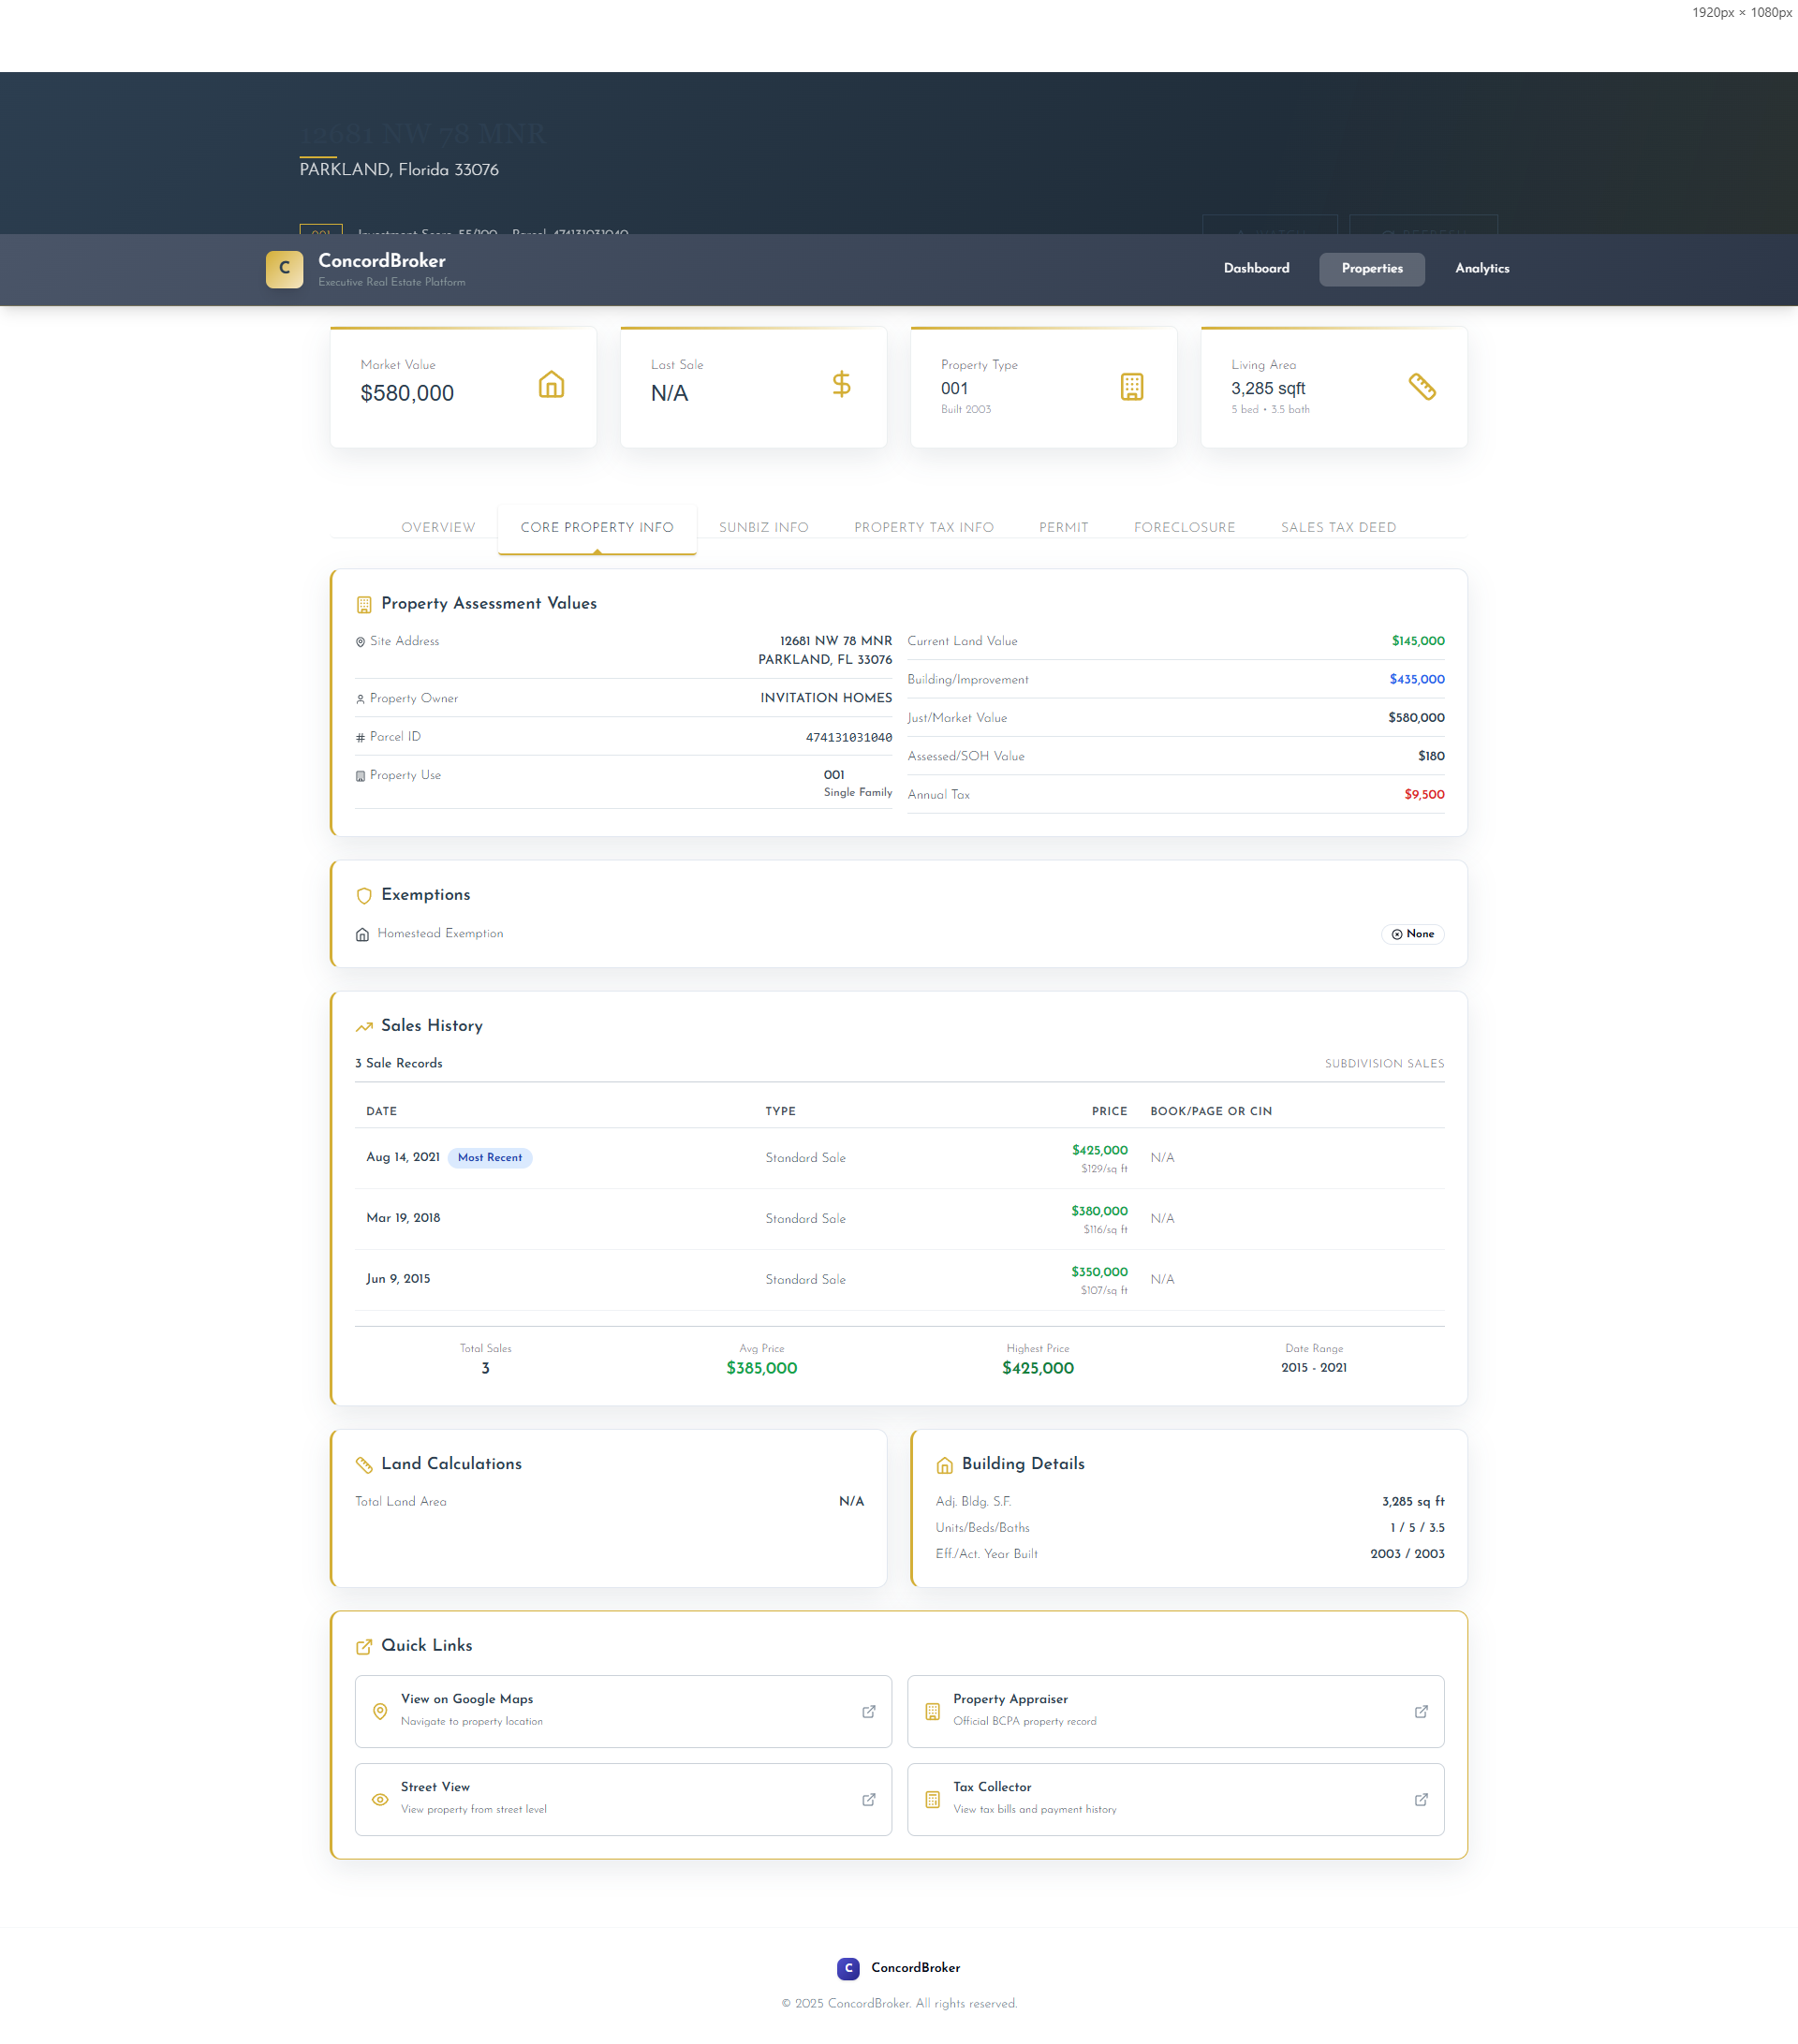 1920px × 1080px
12681 NW 78 MNR
PARKLAND, Florida 33076
001 Investment Score: 55/100 Parcel: 474131031040
WATCH REFRESH
C ConcordBroker
Executive Real Estate Platform
Dashboard Properties Analytics
Market Value
$580,000
Last Sale
N/A
Property Type
001
Built 2003
Living Area
3,285 sqft
5 bed • 3.5 bath
OVERVIEW CORE PROPERTY INFO SUNBIZ INFO PROPERTY TAX INFO PERMIT FORECLOSURE SALES TAX DEED
Property Assessment Values
Site Address 12681 NW 78 MNR
PARKLAND, FL 33076
Property Owner INVITATION HOMES
Parcel ID 474131031040
Property Use 001
Single Family
Current Land Value $145,000
Building/Improvement $435,000
Just/Market Value $580,000
Assessed/SOH Value $180
Annual Tax $9,500
Exemptions
Homestead Exemption None
Sales History
3 Sale Records SUBDIVISION SALES
DATE TYPE PRICE BOOK/PAGE OR CIN
Aug 14, 2021 Most Recent Standard Sale $425,000 N/A
$129/sq ft
Mar 19, 2018 Standard Sale $380,000 N/A
$116/sq ft
Jun 9, 2015 Standard Sale $350,000 N/A
$107/sq ft
Total Sales Avg Price Highest Price Date Range
3 $385,000 $425,000 2015 - 2021
Land Calculations
Total Land Area N/A
Building Details
Adj. Bldg. S.F. 3,285 sq ft
Units/Beds/Baths 1 / 5 / 3.5
Eff./Act. Year Built 2003 / 2003
Quick Links
View on Google Maps
Navigate to property location
Property Appraiser
Official BCPA property record
Street View
View property from street level
Tax Collector
View tax bills and payment history
C ConcordBroker
© 2025 ConcordBroker. All rights reserved.